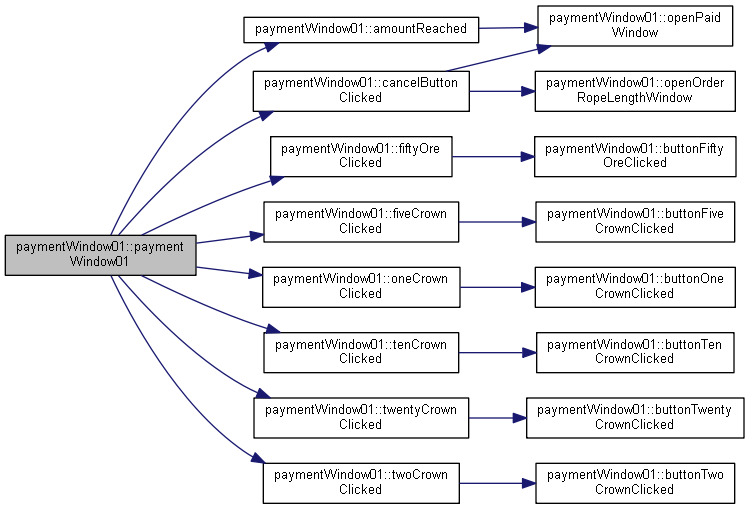 paymentWindow01::amountReached
paymentWindow01::openPaid
Window
paymentWindow01::cancelButton
Clicked
paymentWindow01::openOrder
RopeLengthWindow
paymentWindow01::fiftyOre
Clicked
paymentWindow01::buttonFifty
OreClicked
paymentWindow01::fiveCrown
Clicked
paymentWindow01::buttonFive
CrownClicked
paymentWindow01::payment
Window01
paymentWindow01::oneCrown
Clicked
paymentWindow01::buttonOne
CrownClicked
paymentWindow01::tenCrown
Clicked
paymentWindow01::buttonTen
CrownClicked
paymentWindow01::twentyCrown
Clicked
paymentWindow01::buttonTwenty
CrownClicked
paymentWindow01::twoCrown
Clicked
paymentWindow01::buttonTwo
CrownClicked